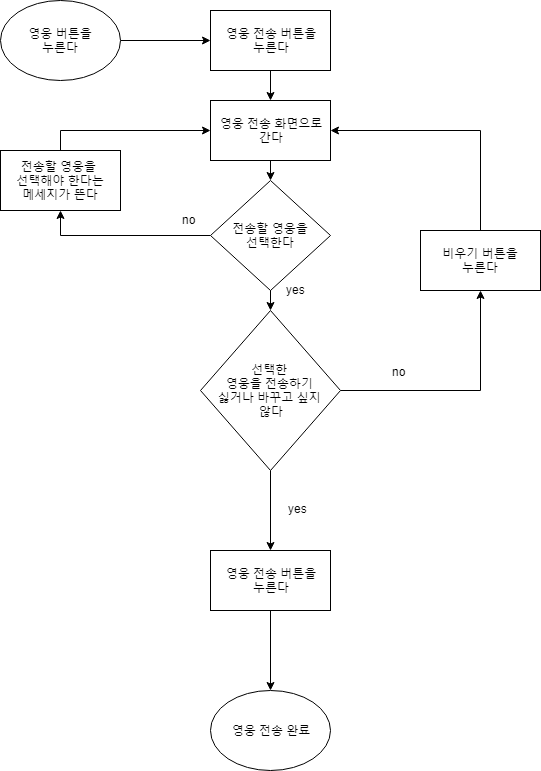 영웅 버튼을
누른다
영웅 전송 버튼을
누른다
영웅 전송 화면으로
간다
전송할 영웅을
선택해야 한다는
메세지가 뜬다
no
전송할 영웅을
선택한다
비우기 버튼을
누른다
yes
선택한
영웅을 전송하기
싫거나 바꾸고 싶지
않다
no
yes
영웅 전송 버튼을
누른다
영웅 전송 완료